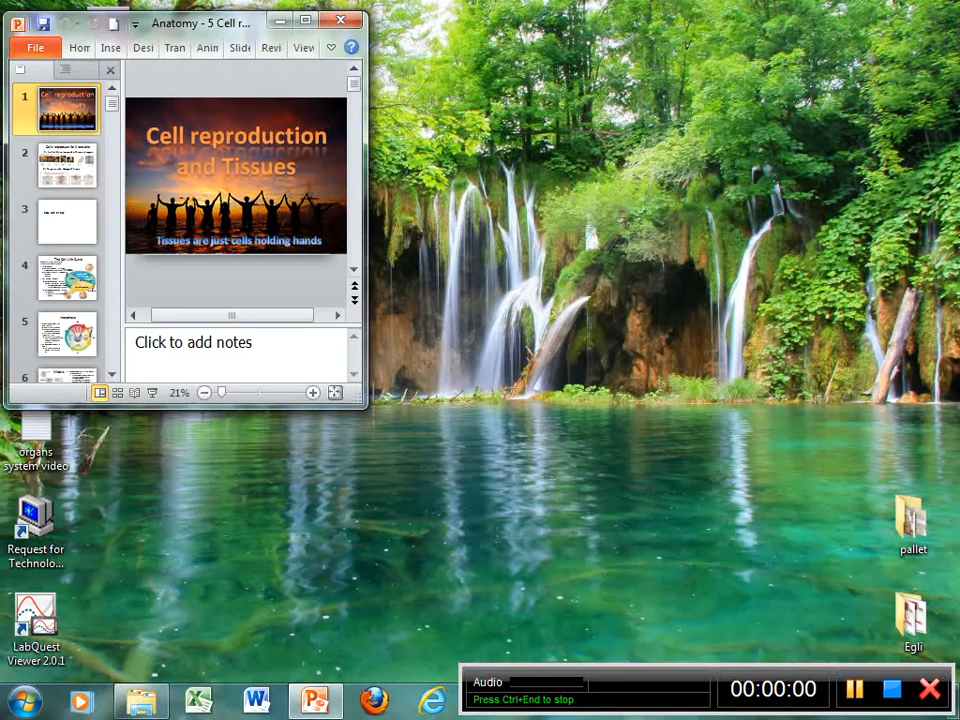 Anatomy - 5 Cell r...
File Hom Inse Desi Tran Anin Slide Revi View
1
2
3
4
5
6
Cell reproduction
and Tissues
Tissues are just cells holding hands
Click to add notes
21%
organs
system video
Request for
Technolo...
LabQuest
Viewer 2.0.1
pallet
Egli
Audio
Press Ctrl+End to stop
00:00:00